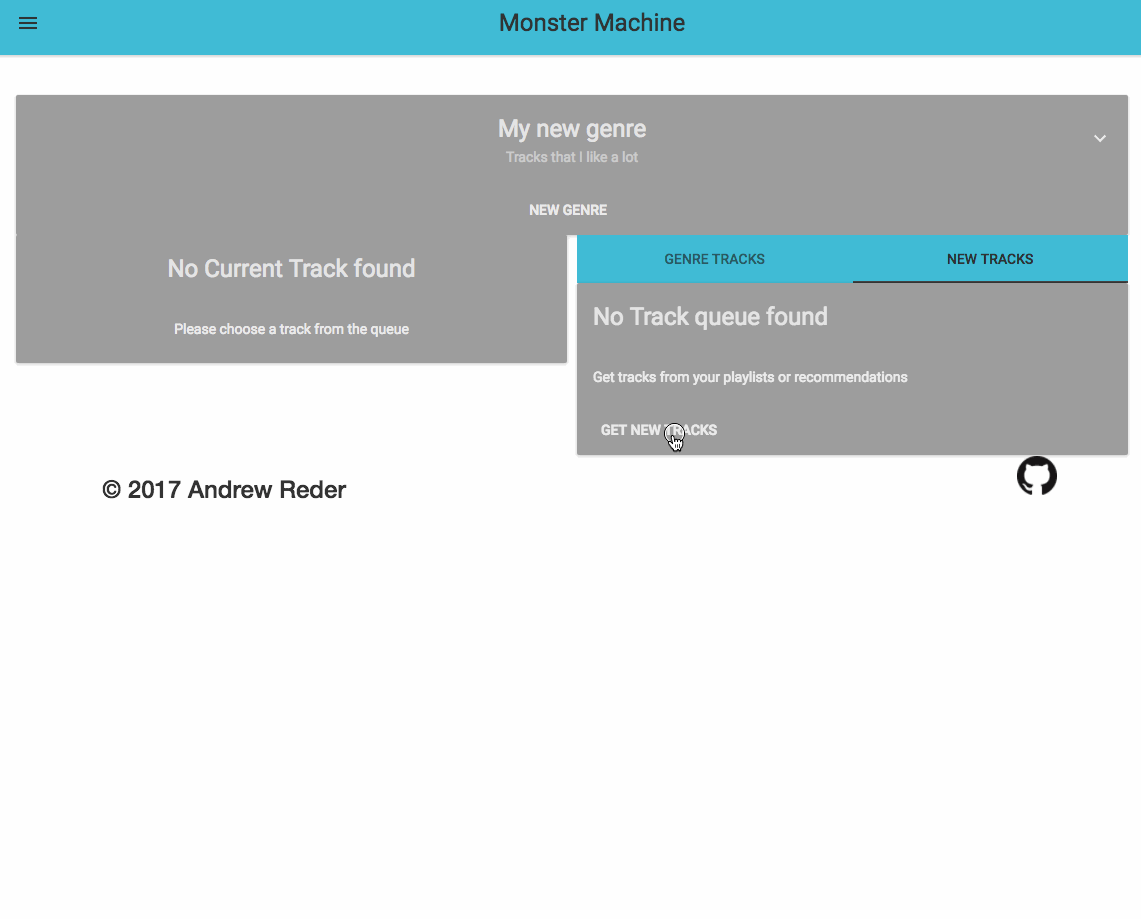 Monster Machine
My new genre
Tracks that I like a lot
NEW GENRE
No Current Track found
Please choose a track from the queue
GENRE TRACKS
NEW TRACKS
No Track queue found
Get tracks from your playlists or recommendations
GET NEW TRACKS
© 2017 Andrew Reder